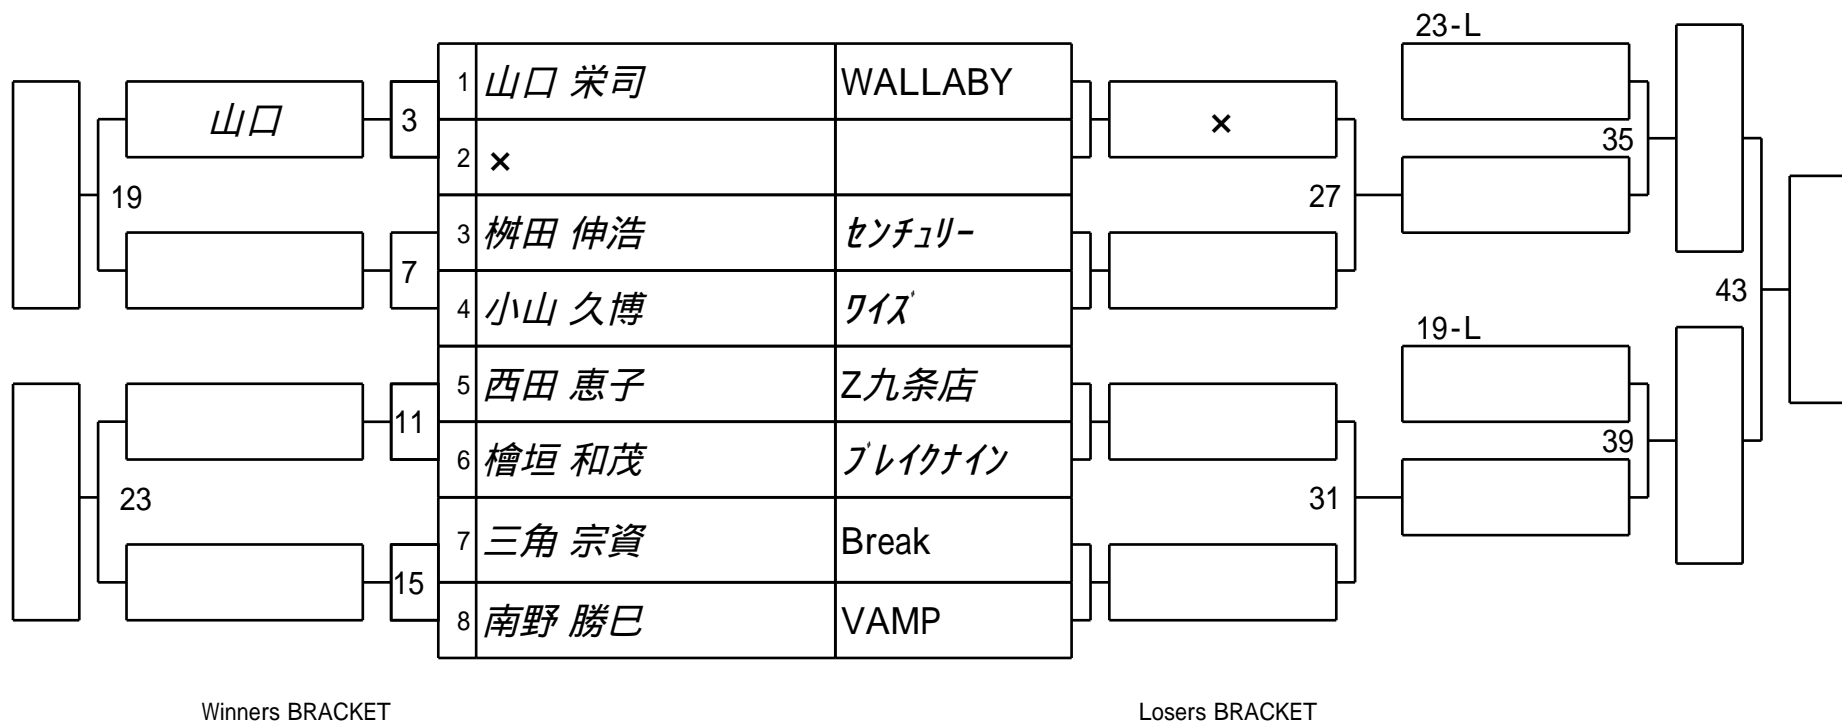 23-L
1 山口 栄司 WALLABY
山口 3 ×
2 × 35
19 27
3 桝田 伸浩 センチュリー
7
4 小山 久博 ワイズ 43
19-L
5 西田 恵子 Z九条店
11
6 檜垣 和茂 ブレイクナイン 39
23 31
7 三角 宗資 Break
15
8 南野 勝巳 VAMP
Winners BRACKET Losers BRACKET